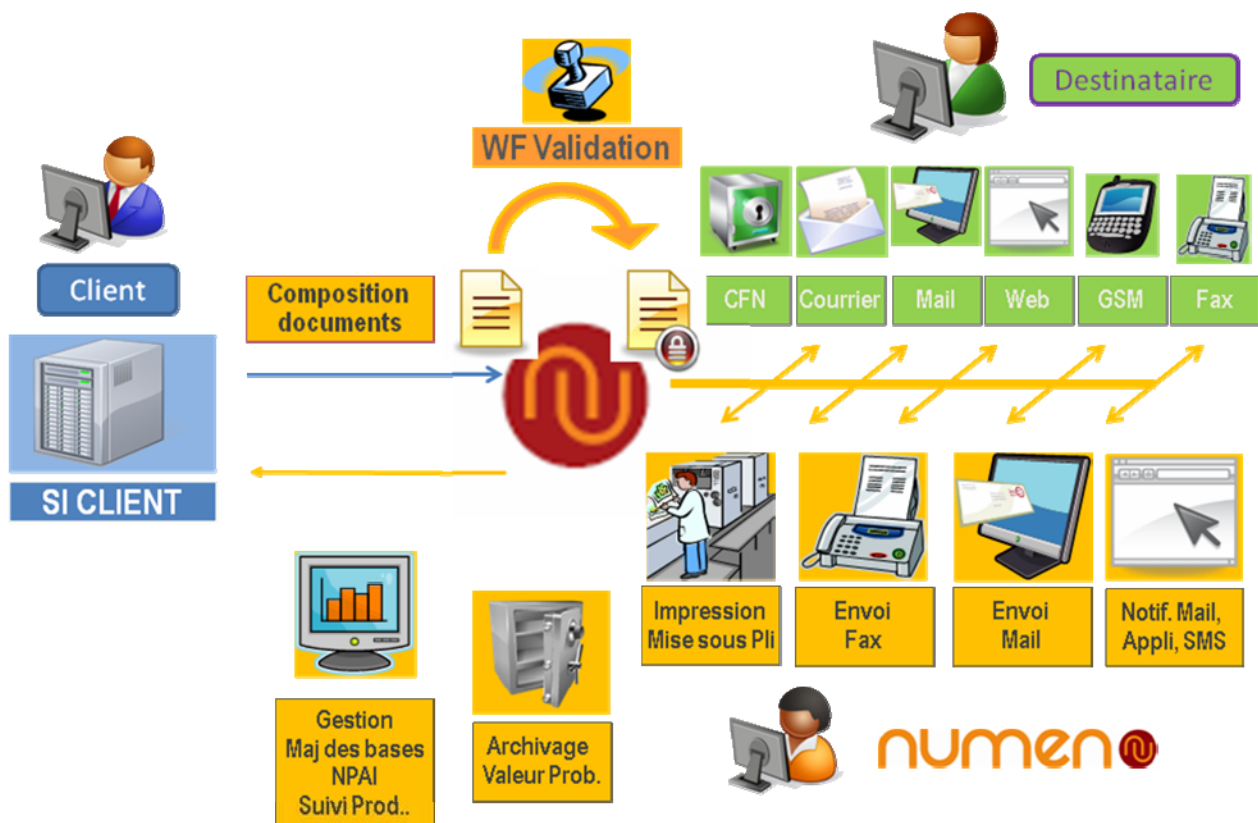 WF Validation
Destinataire
Client
Composition
documents
CFN
Courrier
Mail
Web
GSM
Fax
SI CLIENT
Impression
Mise sous Pli
Envoi
Fax
Envoi
Mail
Notif. Mail,
Appli, SMS
Gestion
Maj des bases
NPAI
Suivi Prod..
Archivage
Valeur Prob.
numen